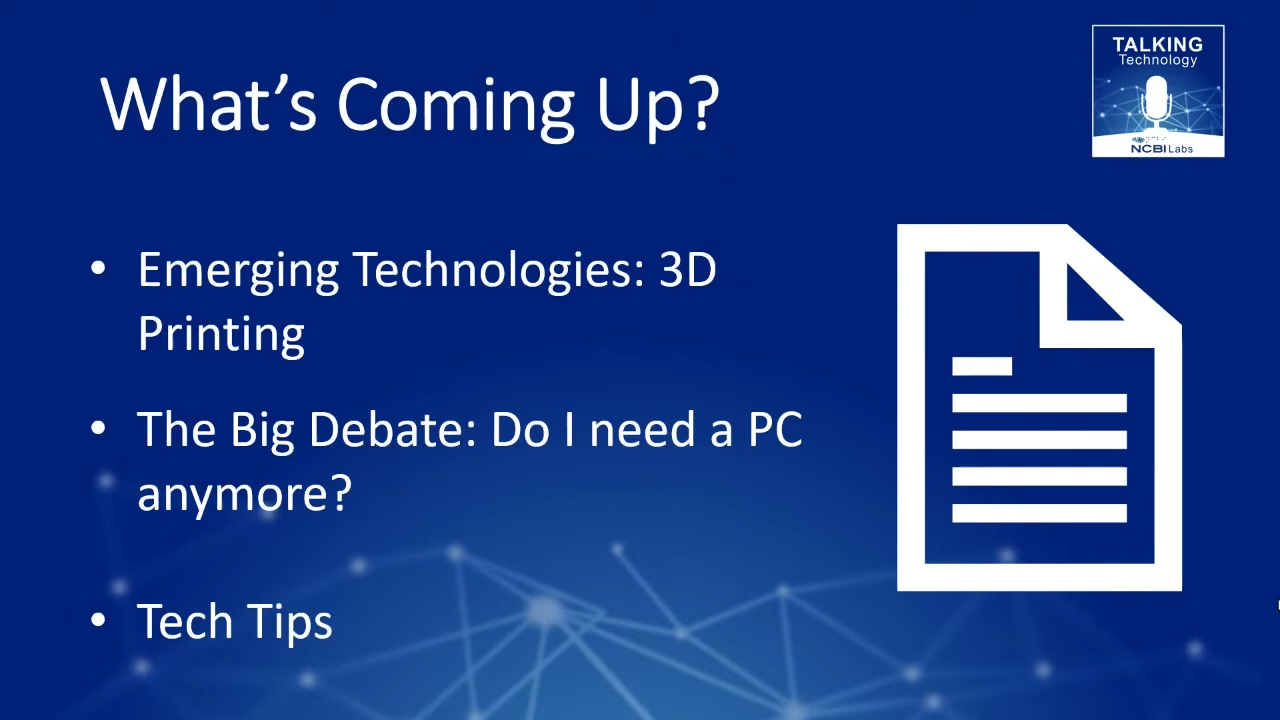 What’s Coming Up?
TALKING
Technology
NCBI Labs
• Emerging Technologies: 3D
Printing
• The Big Debate: Do I need a PC
anymore?
• Tech Tips